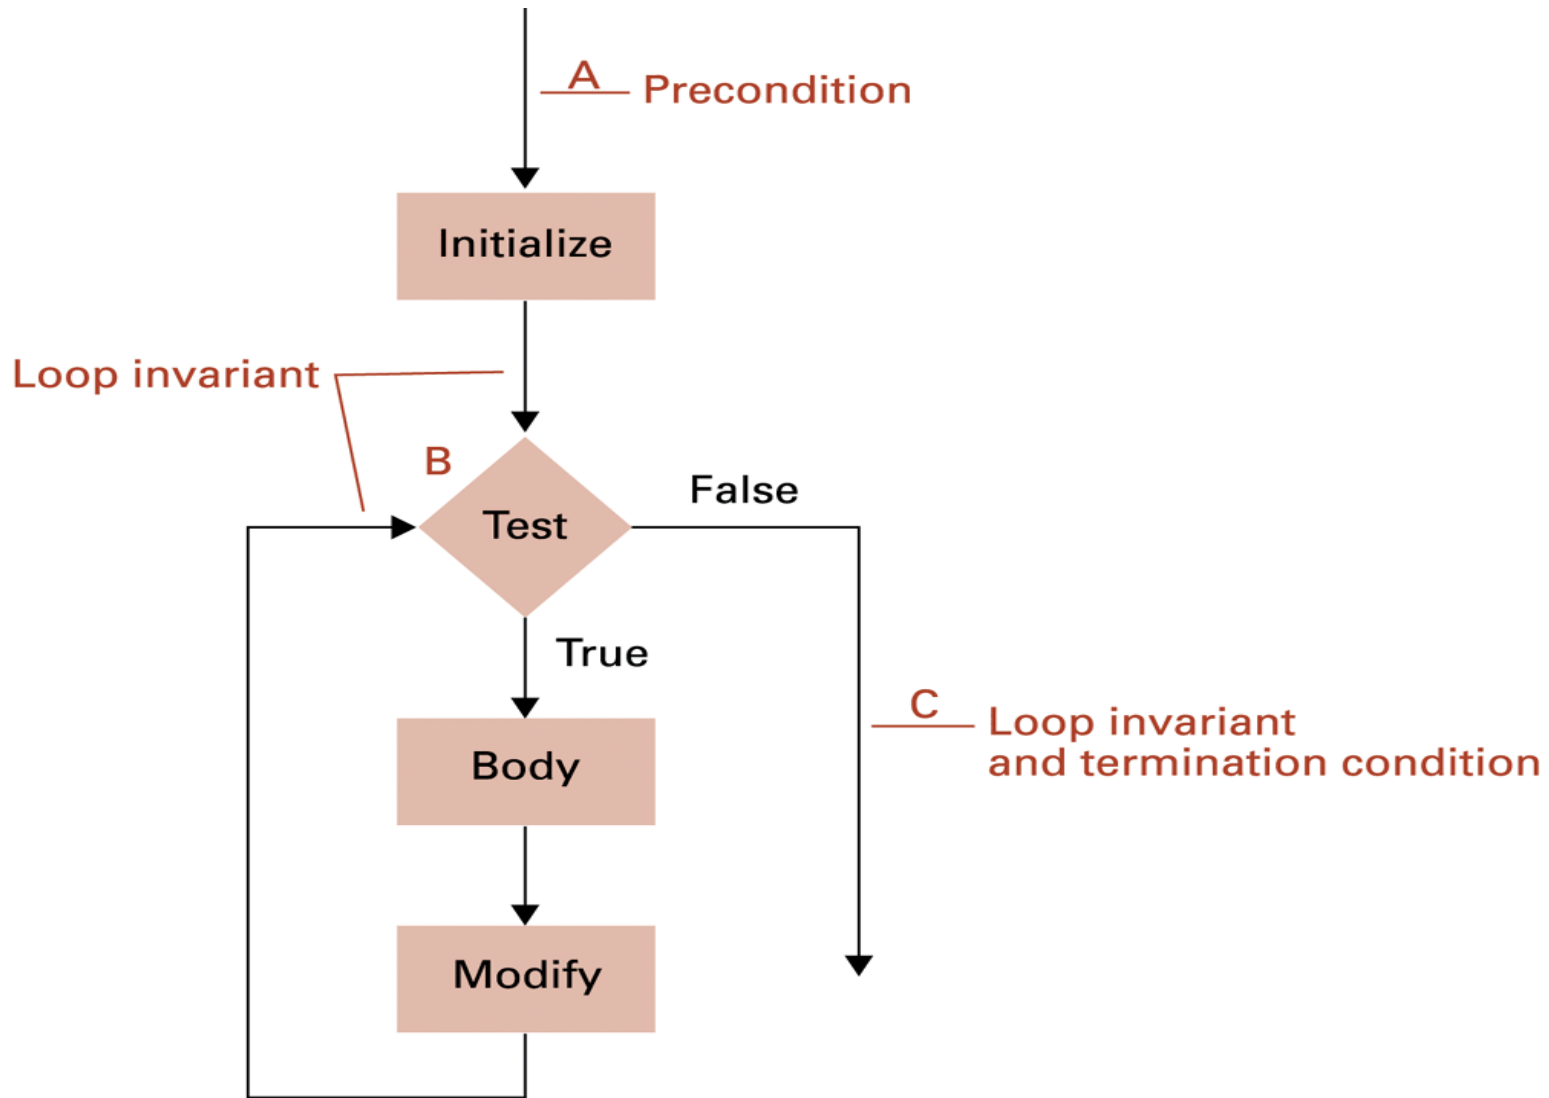 A
Precondition
Initialize
Loop invariant
B
Test
False
True
C
Loop invariant
and termination condition
Body
Modify